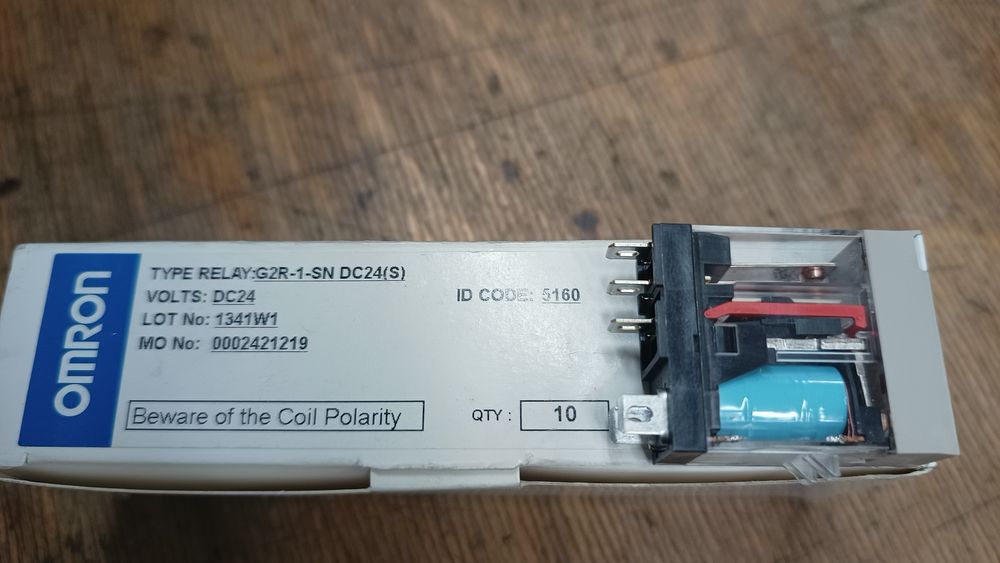 OMRON
TYPE RELAY:G2R-1-SN DC24(S)
VOLTS: DC24
ID CODE: 5160
LOT No: 1341W1
MO No: 0002421219
Beware of the Coil Polarity
QTY : 10